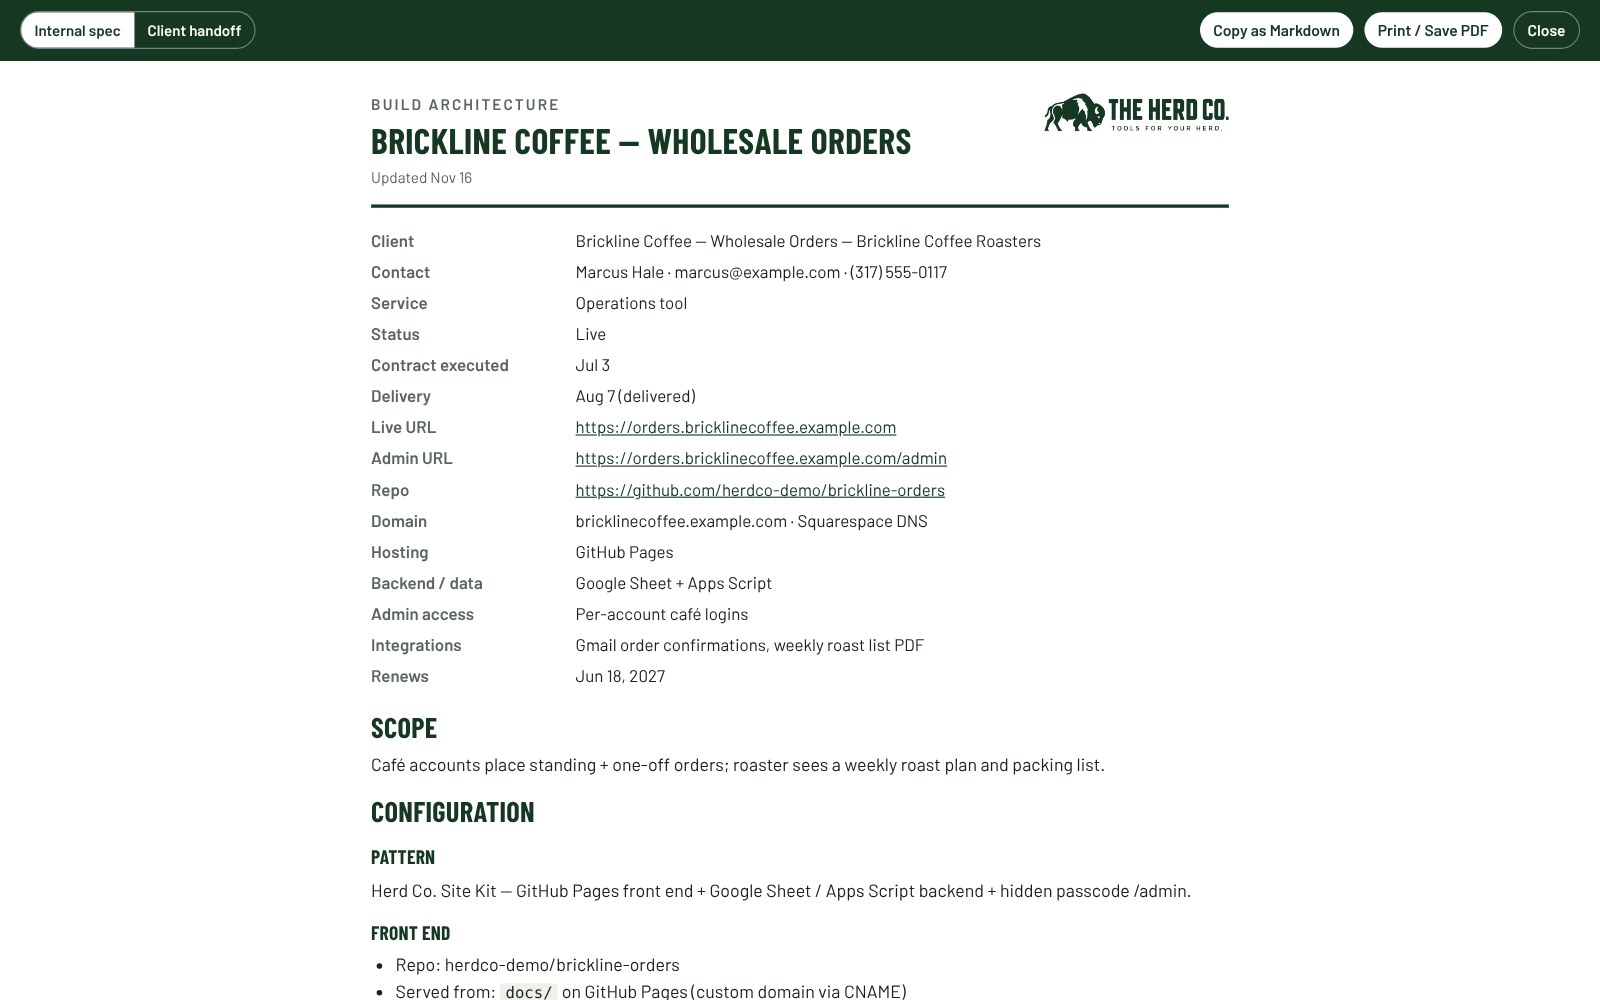 Internal spec
Client handoff
Copy as Markdown
Print / Save PDF
Close
BUILD ARCHITECTURE
BRICKLINE COFFEE — WHOLESALE ORDERS
Updated Nov 16
THE HERD CO.
TOOLS FOR YOUR HERD.
Client Brickline Coffee — Wholesale Orders — Brickline Coffee Roasters
Contact Marcus Hale · marcus@example.com · (317) 555-0117
Service Operations tool
Status Live
Contract executed Jul 3
Delivery Aug 7 (delivered)
Live URL https://orders.bricklinecoffee.example.com
Admin URL https://orders.bricklinecoffee.example.com/admin
Repo https://github.com/herdco-demo/brickline-orders
Domain bricklinecoffee.example.com · Squarespace DNS
Hosting GitHub Pages
Backend / data Google Sheet + Apps Script
Admin access Per-account café logins
Integrations Gmail order confirmations, weekly roast list PDF
Renews Jun 18, 2027
SCOPE
Café accounts place standing + one-off orders; roaster sees a weekly roast plan and packing list.
CONFIGURATION
PATTERN
Herd Co. Site Kit — GitHub Pages front end + Google Sheet / Apps Script backend + hidden passcode /admin.
FRONT END
• Repo: herdco-demo/brickline-orders
• Served from: docs/ on GitHub Pages (custom domain via CNAME)